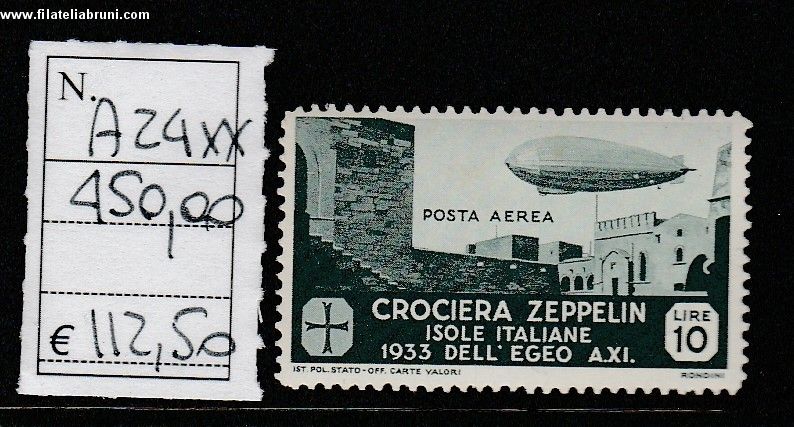 www.filateliabruni.com
N.
A24xx
450,00
€ 112,50
POSTA AEREA
CROCIERA ZEPPELIN
ISOLE ITALIANE
1933 DELL'EGEO A.XI.
LIRE
10
IST. POL. STATO - OFF. CARTE VALORI
RONDINI